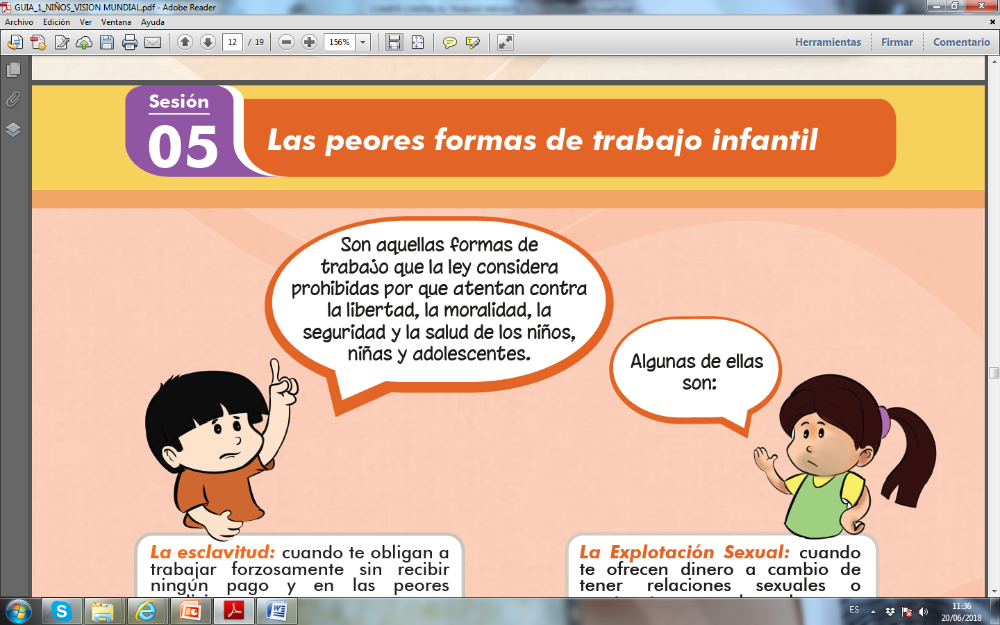 GUIA_1_NIÑOS_VISION MUNDIAL.pdf - Adobe Reader
Archivo Edición Ver Ventana Ayuda
12 / 19 156% Herramientas Firmar Comentario
Sesión
05
Las peores formas de trabajo infantil
Son aquellas formas de
trabajo que la ley considera
prohibidas por que atentan contra
la libertad, la moralidad, la
seguridad y la salud de los niños,
niñas y adolescentes.
Algunas de ellas
son:
La esclavitud: cuando te obligan a
trabajar forzosamente sin recibir
ningún pago y en las peores
La Explotación Sexual: cuando
te ofrecen dinero a cambio de
tener relaciones sexuales o
ES
11:36
20/06/2018